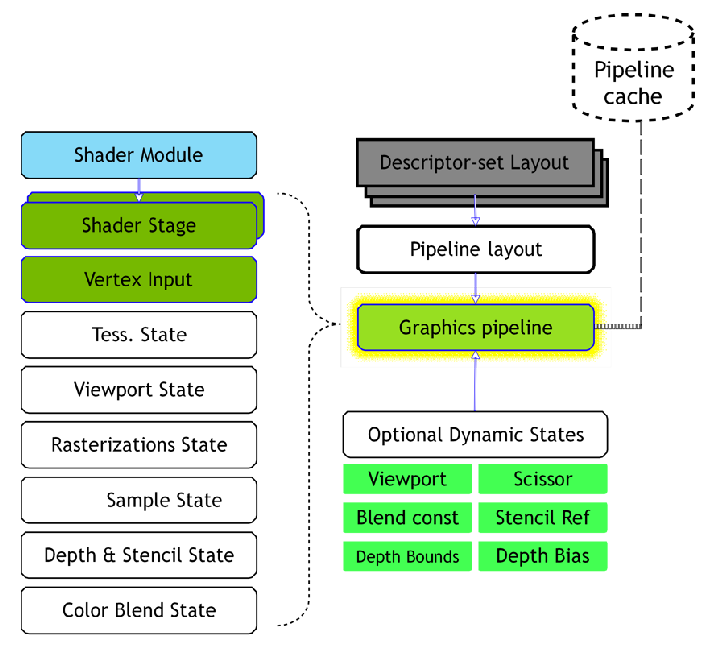 Pipeline
cache
Shader Module
Shader Stage
Vertex Input
Tess. State
Viewport State
Rasterizations State
Sample State
Depth & Stencil State
Color Blend State
Descriptor-set Layout
Pipeline layout
Graphics pipeline
Optional Dynamic States
Viewport
Scissor
Blend const
Stencil Ref
Depth Bounds
Depth Bias